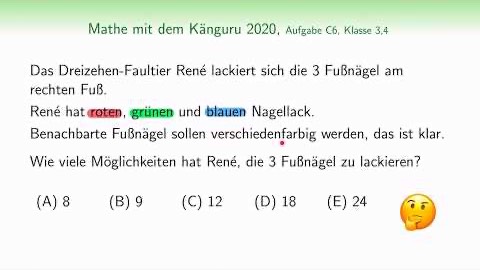 Mathe mit dem Känguru 2020, Aufgabe C6, Klasse 3,4
Das Dreizehen-Faultier René lackiert sich die 3 Fußnägel am
rechten Fuß.
René hat roten, grünen und blauen Nagellack.
Benachbarte Fußnägel sollen verschiedenfarbig werden, das ist klar.
Wie viele Möglichkeiten hat René, die 3 Fußnägel zu lackieren?
(A) 8 (B) 9 (C) 12 (D) 18 (E) 24